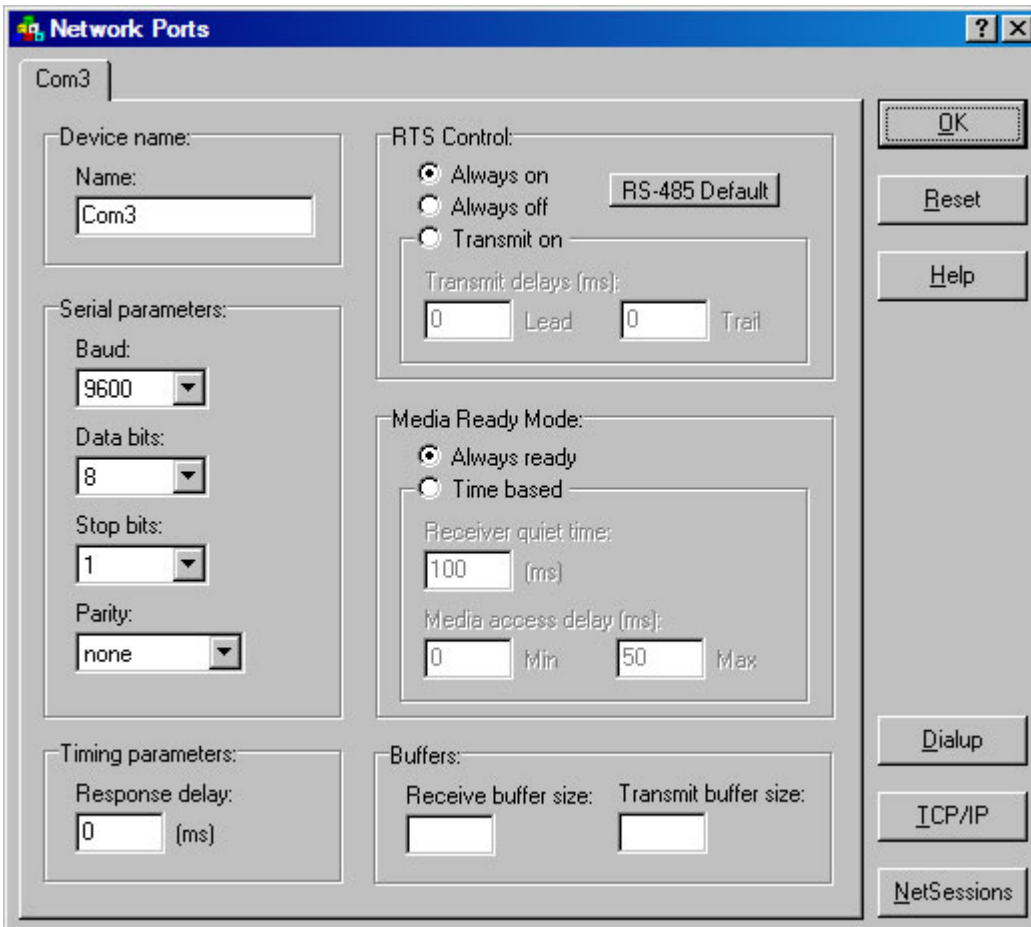 Network Ports
Com3
Device name:
Name:
Com3
Serial parameters:
Baud:
9600
Data bits:
8
Stop bits:
1
Parity:
none
Timing parameters:
Response delay:
0 (ms)
RTS Control:
Always on
Always off
RS-485 Default
Transmit on
Transmit delays (ms):
0 Lead 0 Trail
Media Ready Mode:
Always ready
Time based
Receiver quiet time:
100 (ms)
Media access delay (ms):
0 Min 50 Max
Buffers:
Receive buffer size: Transmit buffer size:
OK
Reset
Help
Dialup
TCP/IP
NetSessions